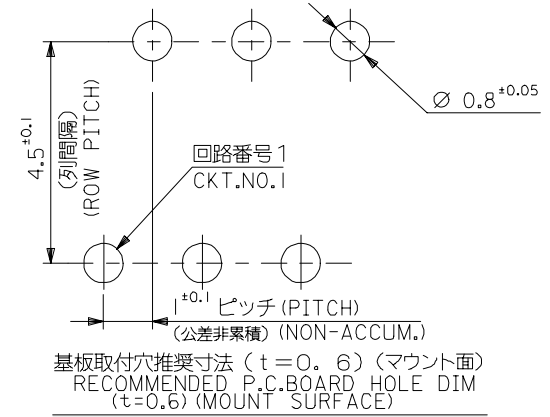 Ø 0.8±0.05
4.5±0.1
(列間隔)
(ROW PITCH)
回路番号1
CKT.NO.1
1±0.1 ピッチ(PITCH)
(公差非累積)(NON-ACCUM.)
基板取付穴推奨寸法(t=0.6)(マウント面)
RECOMMENDED P.C.BOARD HOLE DIM
(t=0.6)(MOUNT SURFACE)